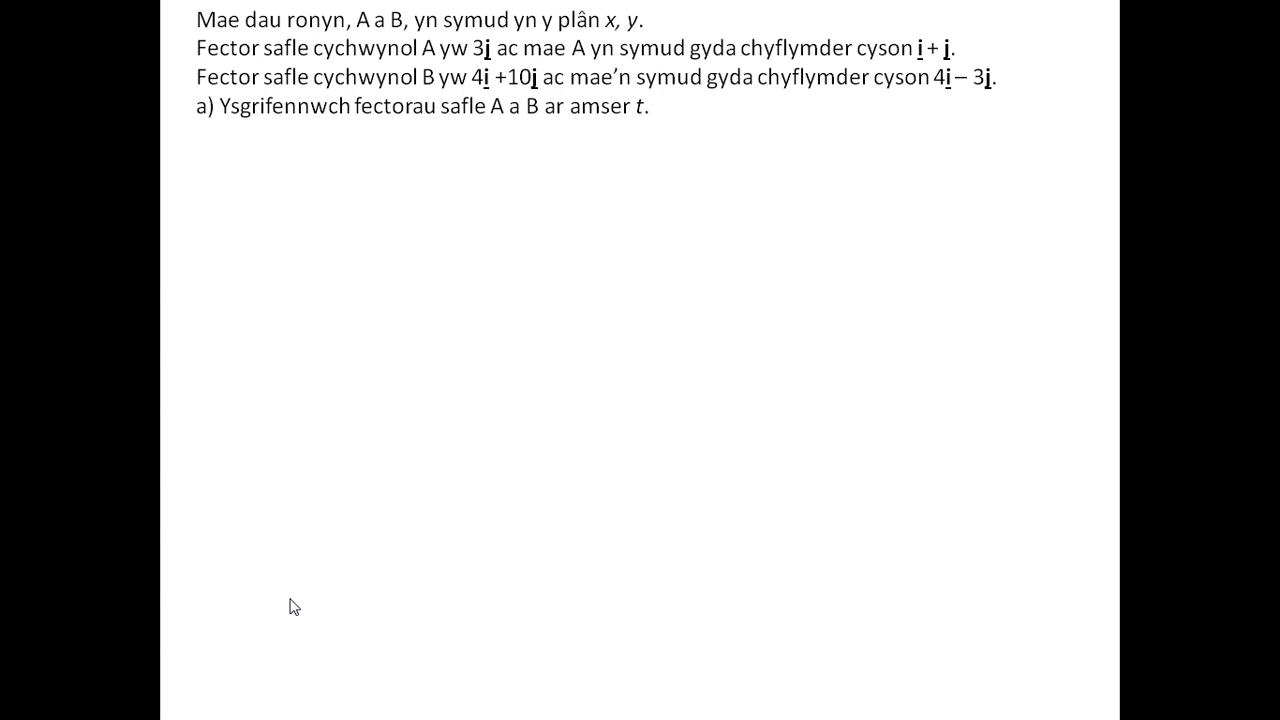 Mae dau ronyn, A a B, yn symud yn y plân x, y.
Fector safle cychwynol A yw 3j ac mae A yn symud gyda chyflymder cyson i + j.
Fector safle cychwynol B yw 4i +10j ac mae’n symud gyda chyflymder cyson 4i – 3j.
a) Ysgrifennwch fectorau safle A a B ar amser t.